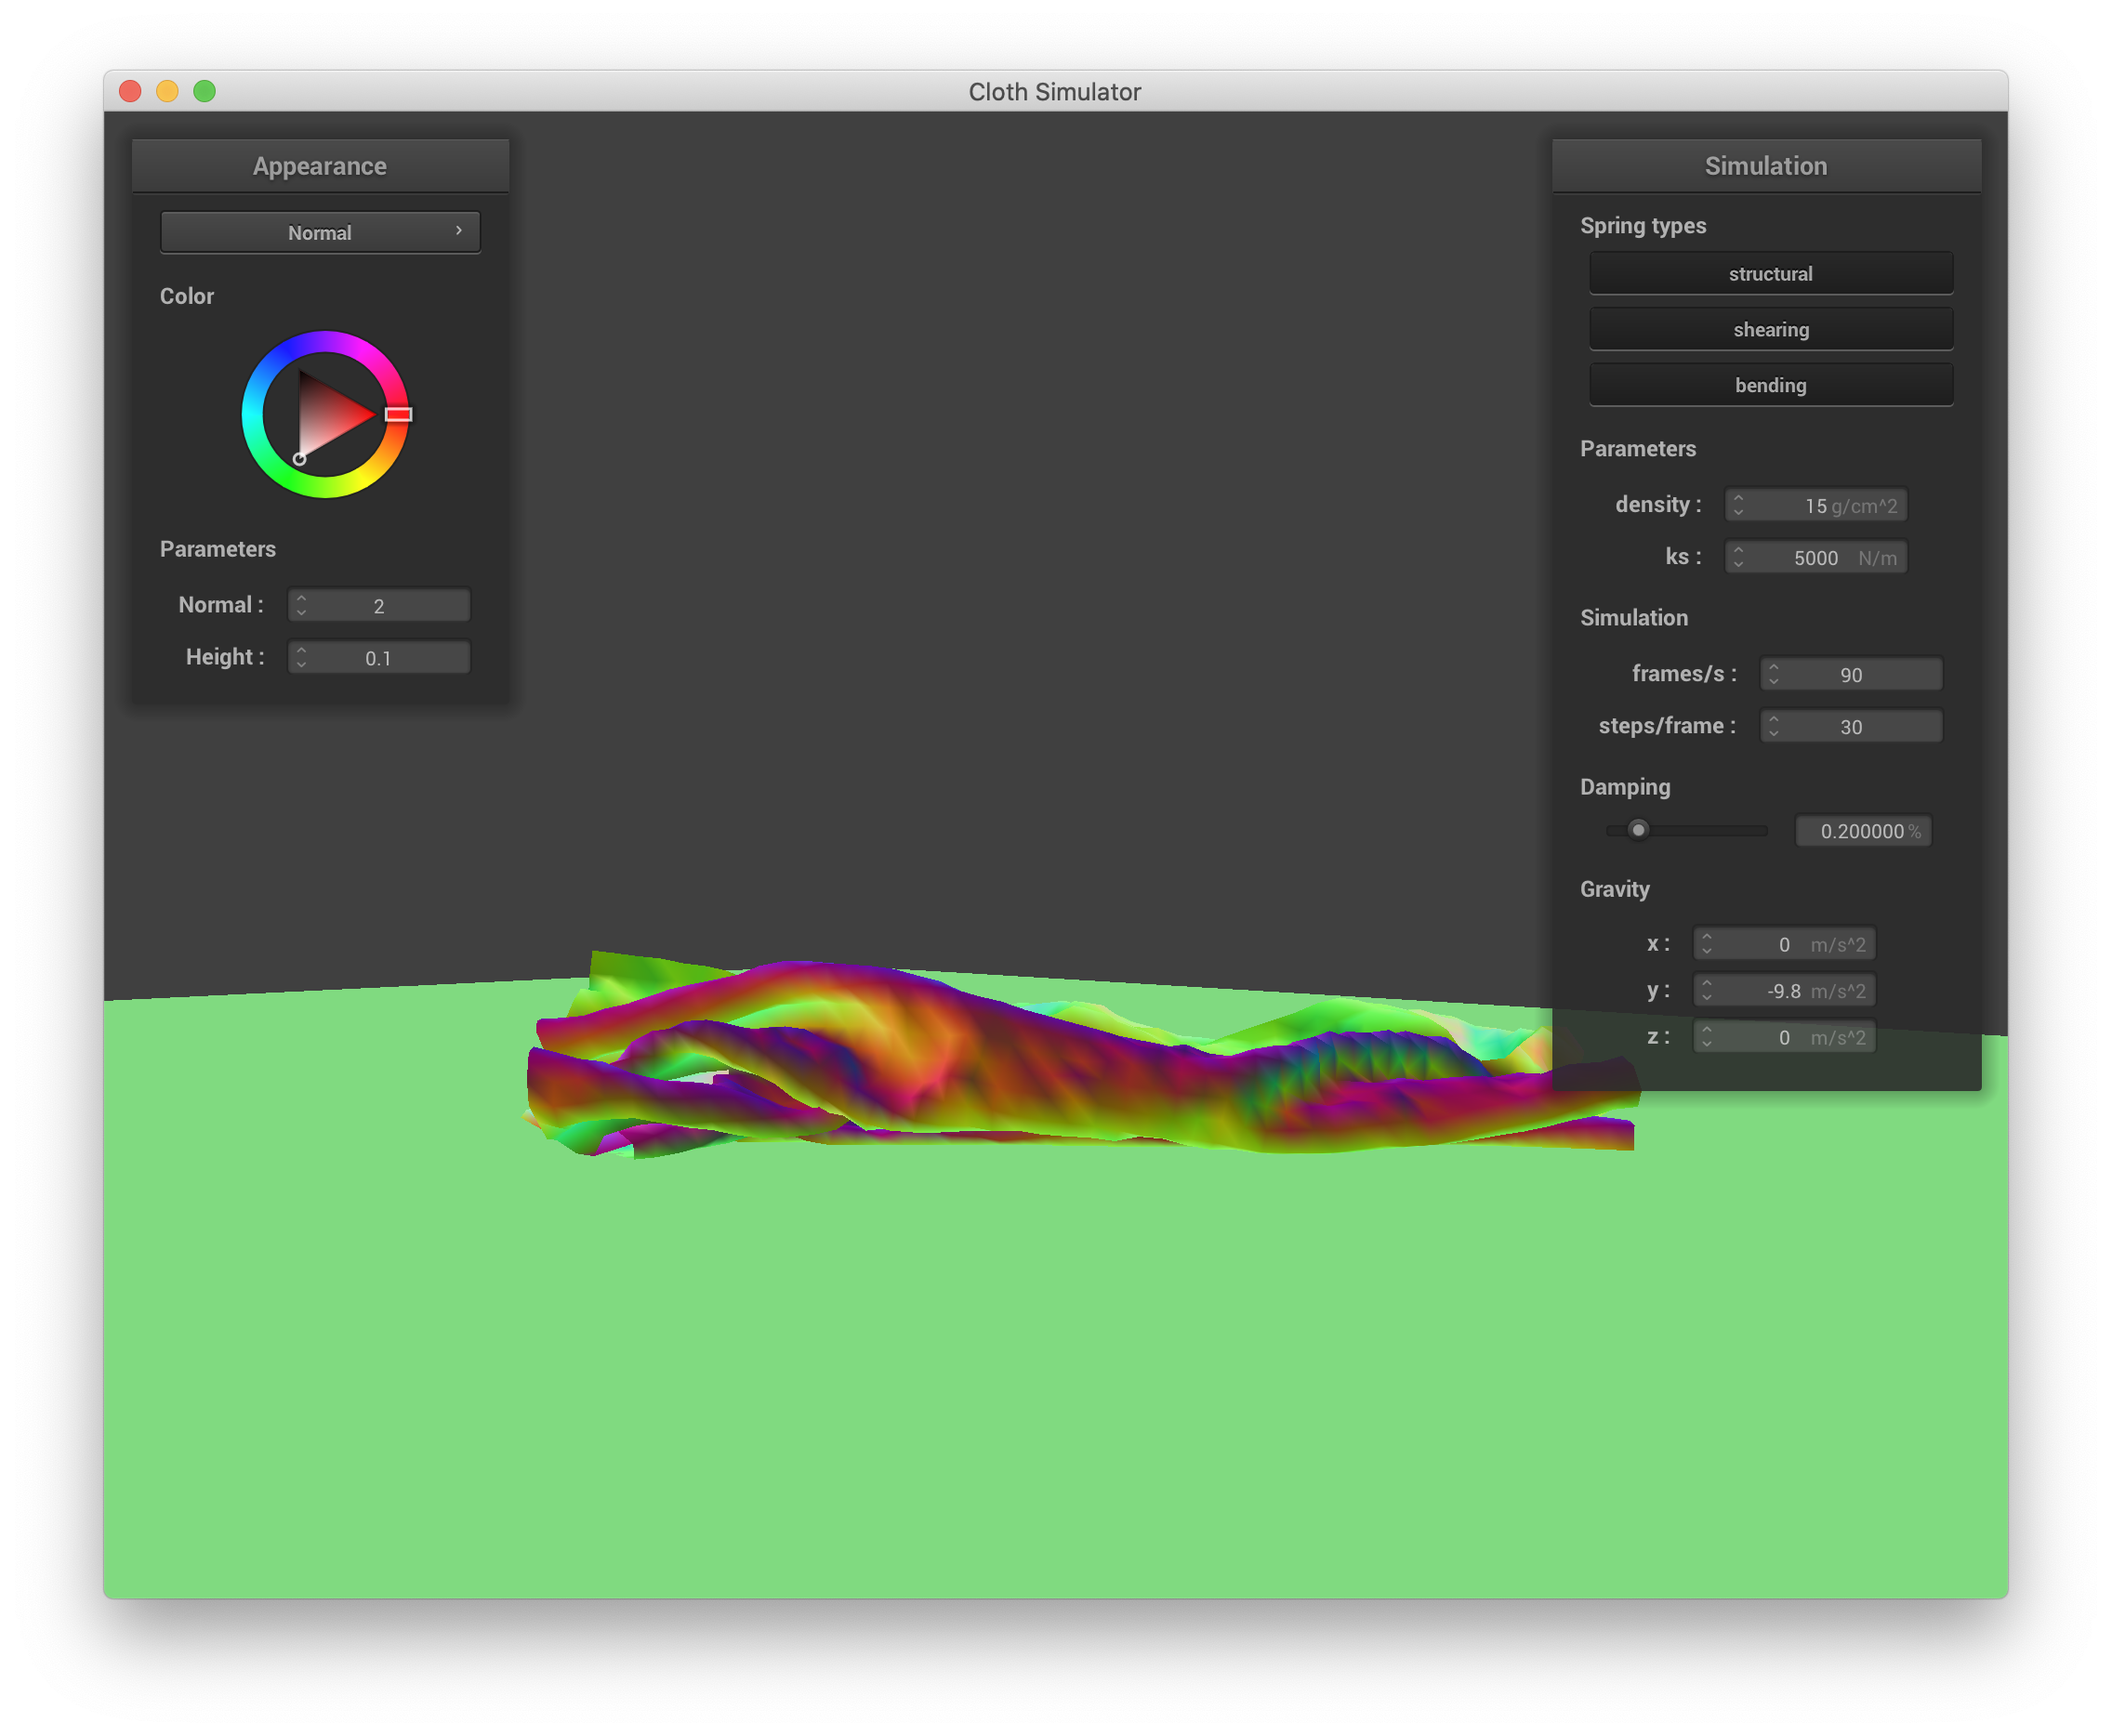 Cloth Simulator
Appearance
Normal
Color
Parameters
Normal : 2
Height : 0.1
Simulation
Spring types
structural
shearing
bending
Parameters
density : 15 g/cm^2
ks : 5000 N/m
Simulation
frames/s : 90
steps/frame : 30
Damping
0.200000 %
Gravity
x : 0 m/s^2
y : -9.8 m/s^2
z : 0 m/s^2